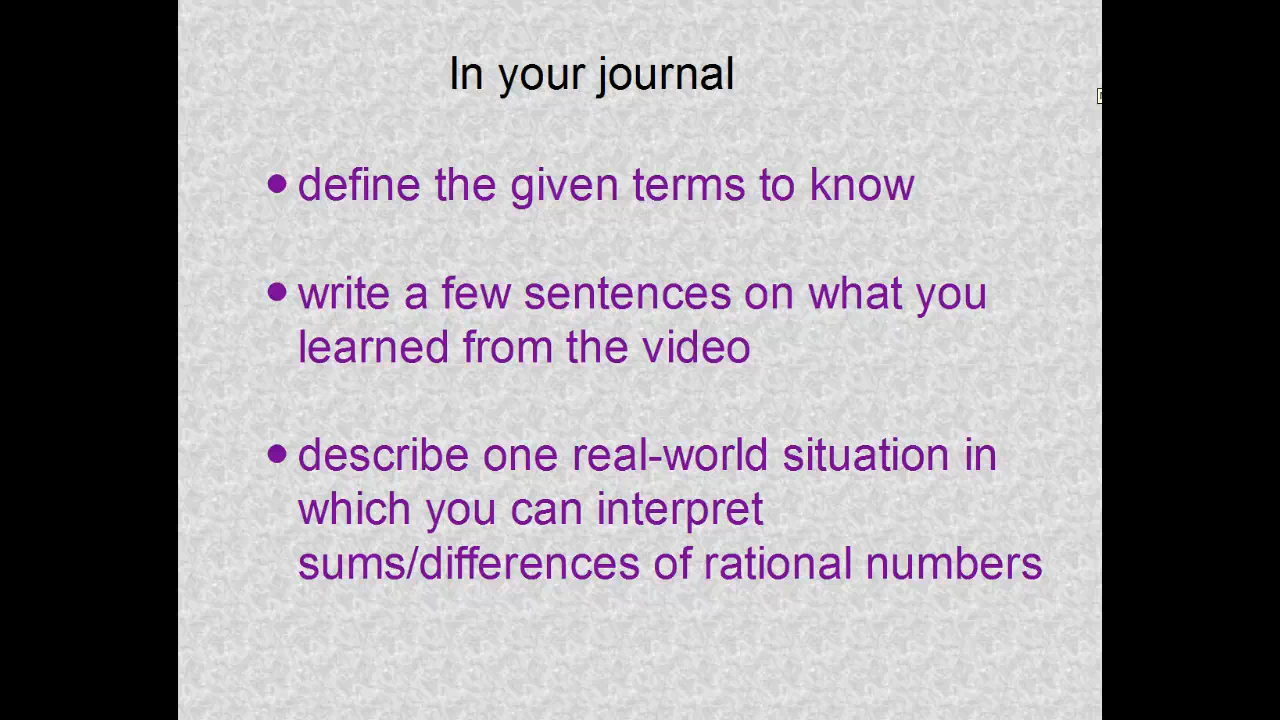 In your journal
• define the given terms to know
• write a few sentences on what you
learned from the video
• describe one real-world situation in
which you can interpret
sums/differences of rational numbers